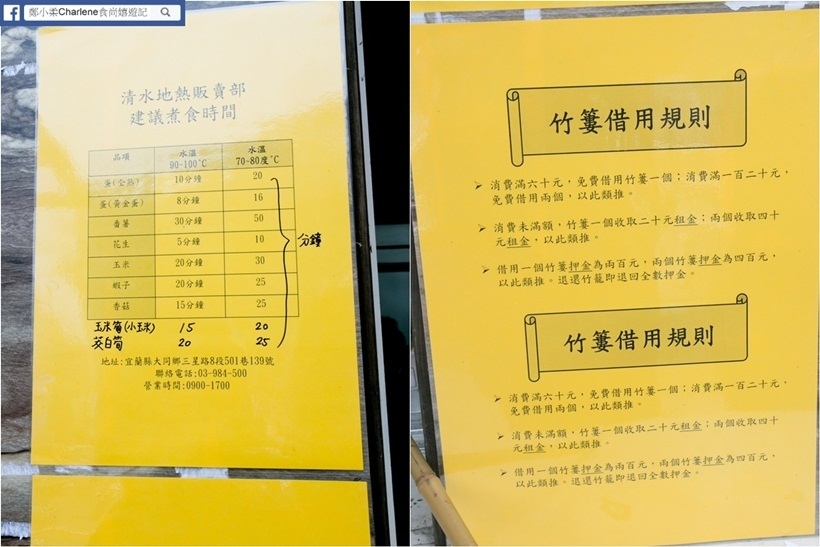 鄭小柔Charlene食尚嬉遊記
清水地熱販賣部
建議煮食時間
品項 水溫 90-100°C 水溫 70-80度°C
蛋(全熟) 10分鐘 20
蛋(黃金蛋) 8分鐘 16
番薯 30分鐘 50
花生 5分鐘 10
玉米 20分鐘 30
蝦子 20分鐘 25
香菇 15分鐘 25
分鐘
玉米筍(小玉米) 15 20
茭白筍 20 25
地址:宜蘭縣大同鄉三星路8段501巷139號
聯絡電話:03-984-500
營業時間:0900-1700
竹簍借用規則
➢ 消費滿六十元，免費借用竹簍一個；消費滿一百二十元，
免費借用兩個，以此類推。
➢ 消費未滿額，竹簍一個收取二十元租金；兩個收取四十
元租金，以此類推。
➢ 借用一個竹簍押金為兩百元，兩個竹簍押金為四百元，
以此類推。退還竹籠即退回全數押金。
竹簍借用規則
➢ 消費滿六十元，免費借用竹簍一個；消費滿一百二十元，
免費借用兩個，以此類推。
➢ 消費未滿額，竹簍一個收取二十元租金；兩個收取四十
元租金，以此類推。
➢ 借用一個竹簍押金為兩百元，兩個竹簍押金為四百元，
以此類推。退還竹籠即退回全數押金。